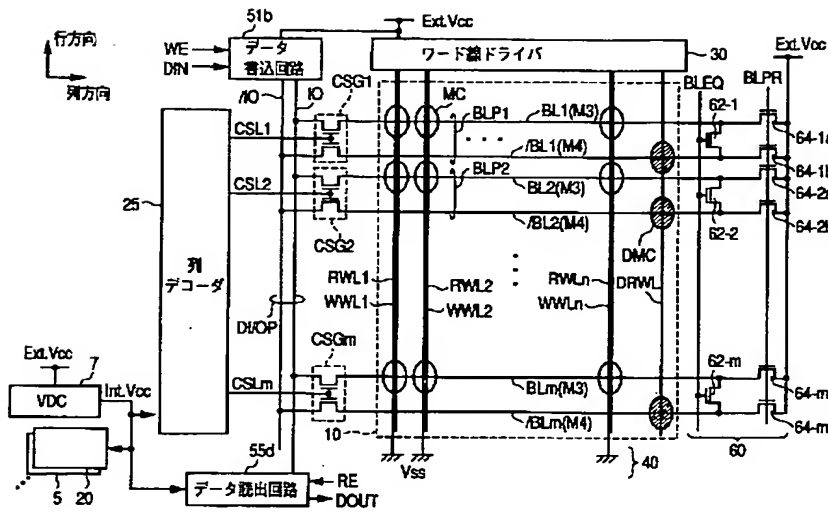 51b
Ext.Vcc
行方向
列方向
WE
DIN
データ
書込回路
ワード線ドライバ
30
Ext.Vcc
/IO
IO
CSG1
MC
BLP1
BL1(M3)
BLEQ
62-1
BLPR
CSL1
/BL1(M4)
64-1a
64-1b
BLP2
25
CSL2
BL2(M3)
64-2a
/BL2(M4)
62-2
64-2b
CSG2
DMC
列
デコーダ
RWL1
WWL1
RWL2
WWL2
RWLn
WWLn
DRWL
DI/OP
CSGm
Ext.Vcc
7
Int.Vcc
VDC
CSLm
BLm(M3)
62-m
64-m
/BLm(M4)
64-m
10
Vss
40
60
55d
5
20
データ読出回路
RE
DOUT